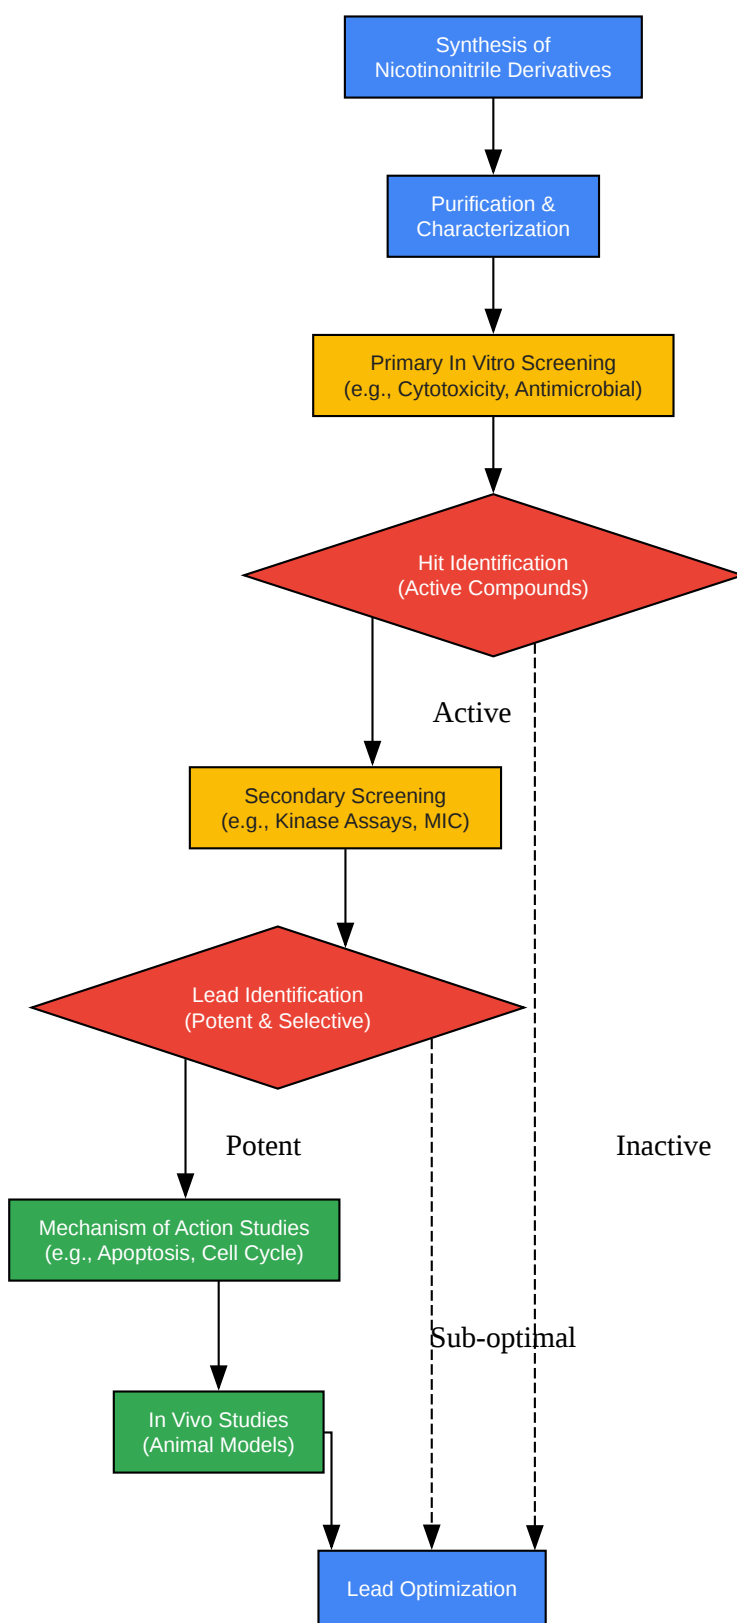 Synthesis of
Nicotinonitrile Derivatives
Purification &
Characterization
Primary In Vitro Screening
(e.g., Cytotoxicity, Antimicrobial)
Hit Identification
(Active Compounds)
Active
Secondary Screening
(e.g., Kinase Assays, MIC)
Lead Identification
(Potent & Selective)
Potent
Inactive
Mechanism of Action Studies
(e.g., Apoptosis, Cell Cycle)
Sub-optimal
In Vivo Studies
(Animal Models)
Lead Optimization